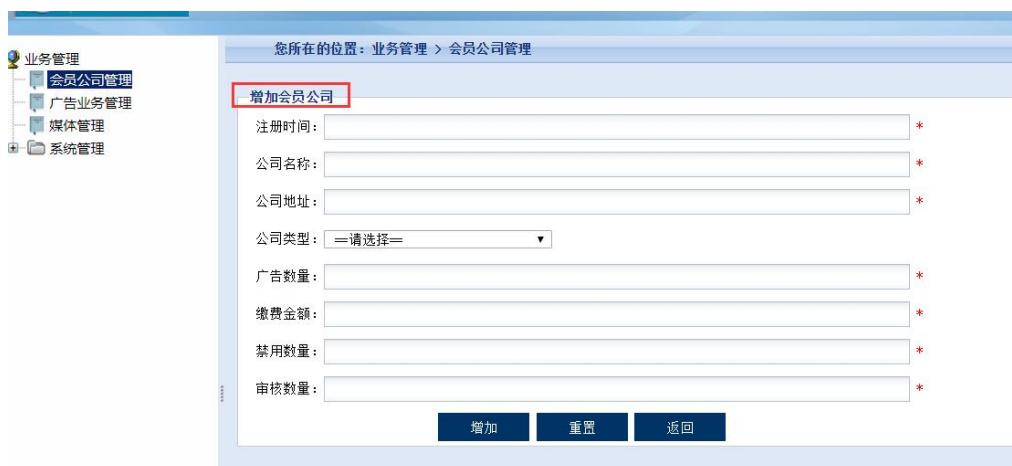 业务管理
会员公司管理
广告业务管理
媒体管理
系统管理
您所在的位置：业务管理 > 会员公司管理
增加会员公司
注册时间： *
公司名称： *
公司地址： *
公司类型： ==请选择==
广告数量： *
缴费金额： *
禁用数量： *
审核数量： *
增加 重置 返回